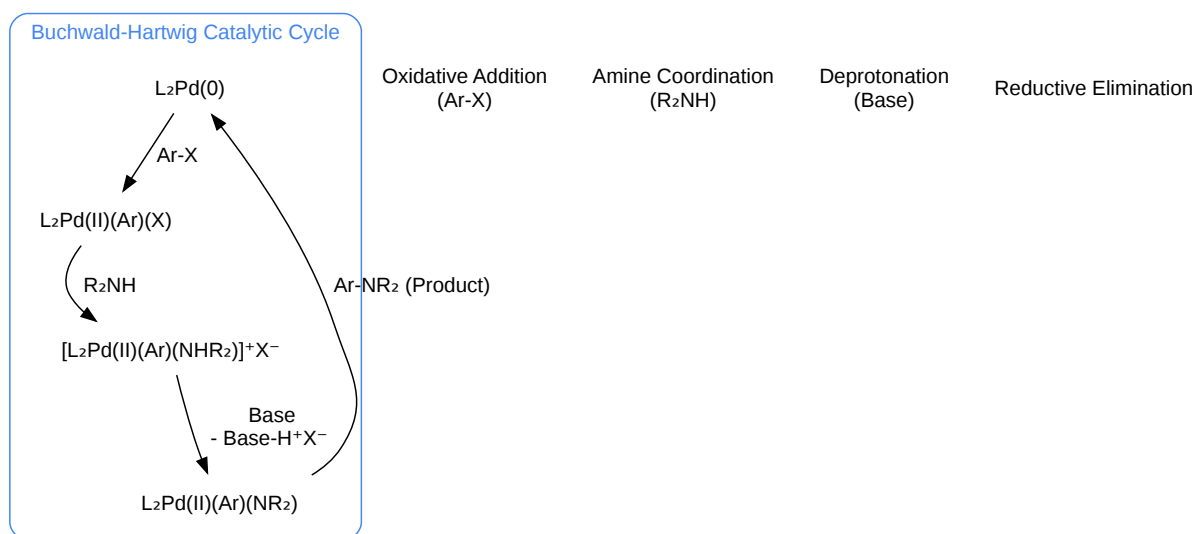 Buchwald-Hartwig Catalytic Cycle
L₂Pd(0)
Oxidative Addition
(Ar-X)
Amine Coordination
(R₂NH)
Deprotonation
(Base)
Reductive Elimination
Ar-X
L₂Pd(II)(Ar)(X)
R₂NH
Ar-NR₂ (Product)
[L₂Pd(II)(Ar)(NHR₂)]⁺X⁻
Base
- Base-H⁺X⁻
L₂Pd(II)(Ar)(NR₂)